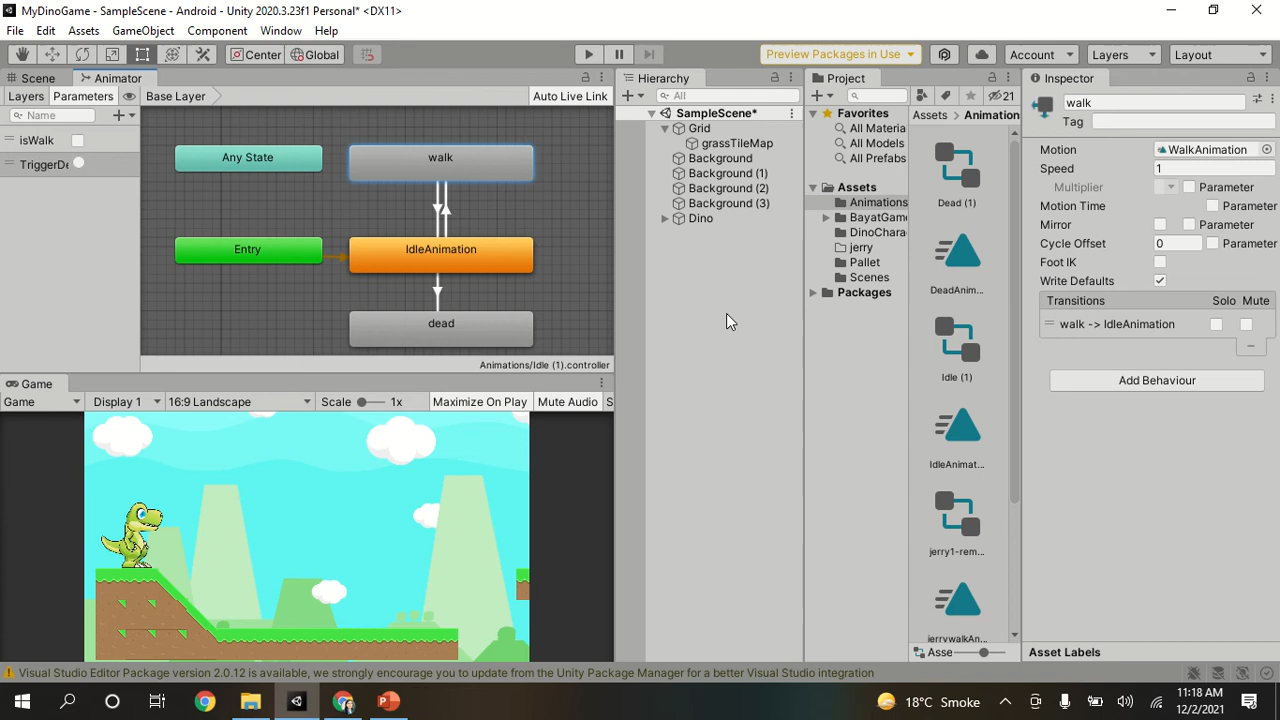 MyDinoGame - SampleScene - Android - Unity 2020.3.23f1 Personal* <DX11>
File Edit Assets GameObject Component Window Help
Center Global Preview Packages in Use Account Layers Layout
Scene Animator
Layers Parameters Base Layer Auto Live Link
Name
isWalk
TriggerDe
Any State
walk
Entry
IdleAnimation
dead
Animations/Idle (1).controller
Game
Game Display 1 16:9 Landscape Scale 1x Maximize On Play Mute Audio S
Hierarchy
All
SampleScene*
Grid
grassTileMap
Background
Background (1)
Background (2)
Background (3)
Dino
Project
21
Favorites
All Materia
All Models
All Prefabs
Assets
Animations
BayatGam
DinoChara
jerry
Pallet
Scenes
Packages
Assets Animation
Dead (1)
DeadAnim...
Idle (1)
IdleAnimat...
jerry1-rem...
jerrywalkAn
Asse
Inspector
walk
Tag
Motion WalkAnimation
Speed 1
Multiplier Parameter
Motion Time Parameter
Mirror Parameter
Cycle Offset 0 Parameter
Foot IK
Write Defaults
Transitions Solo Mute
walk -> IdleAnimation
Add Behaviour
Asset Labels
Visual Studio Editor Package version 2.0.12 is available, we strongly encourage you to update from the Unity Package Manager for a better Visual Studio integration
18°C Smoke
11:18 AM
12/2/2021